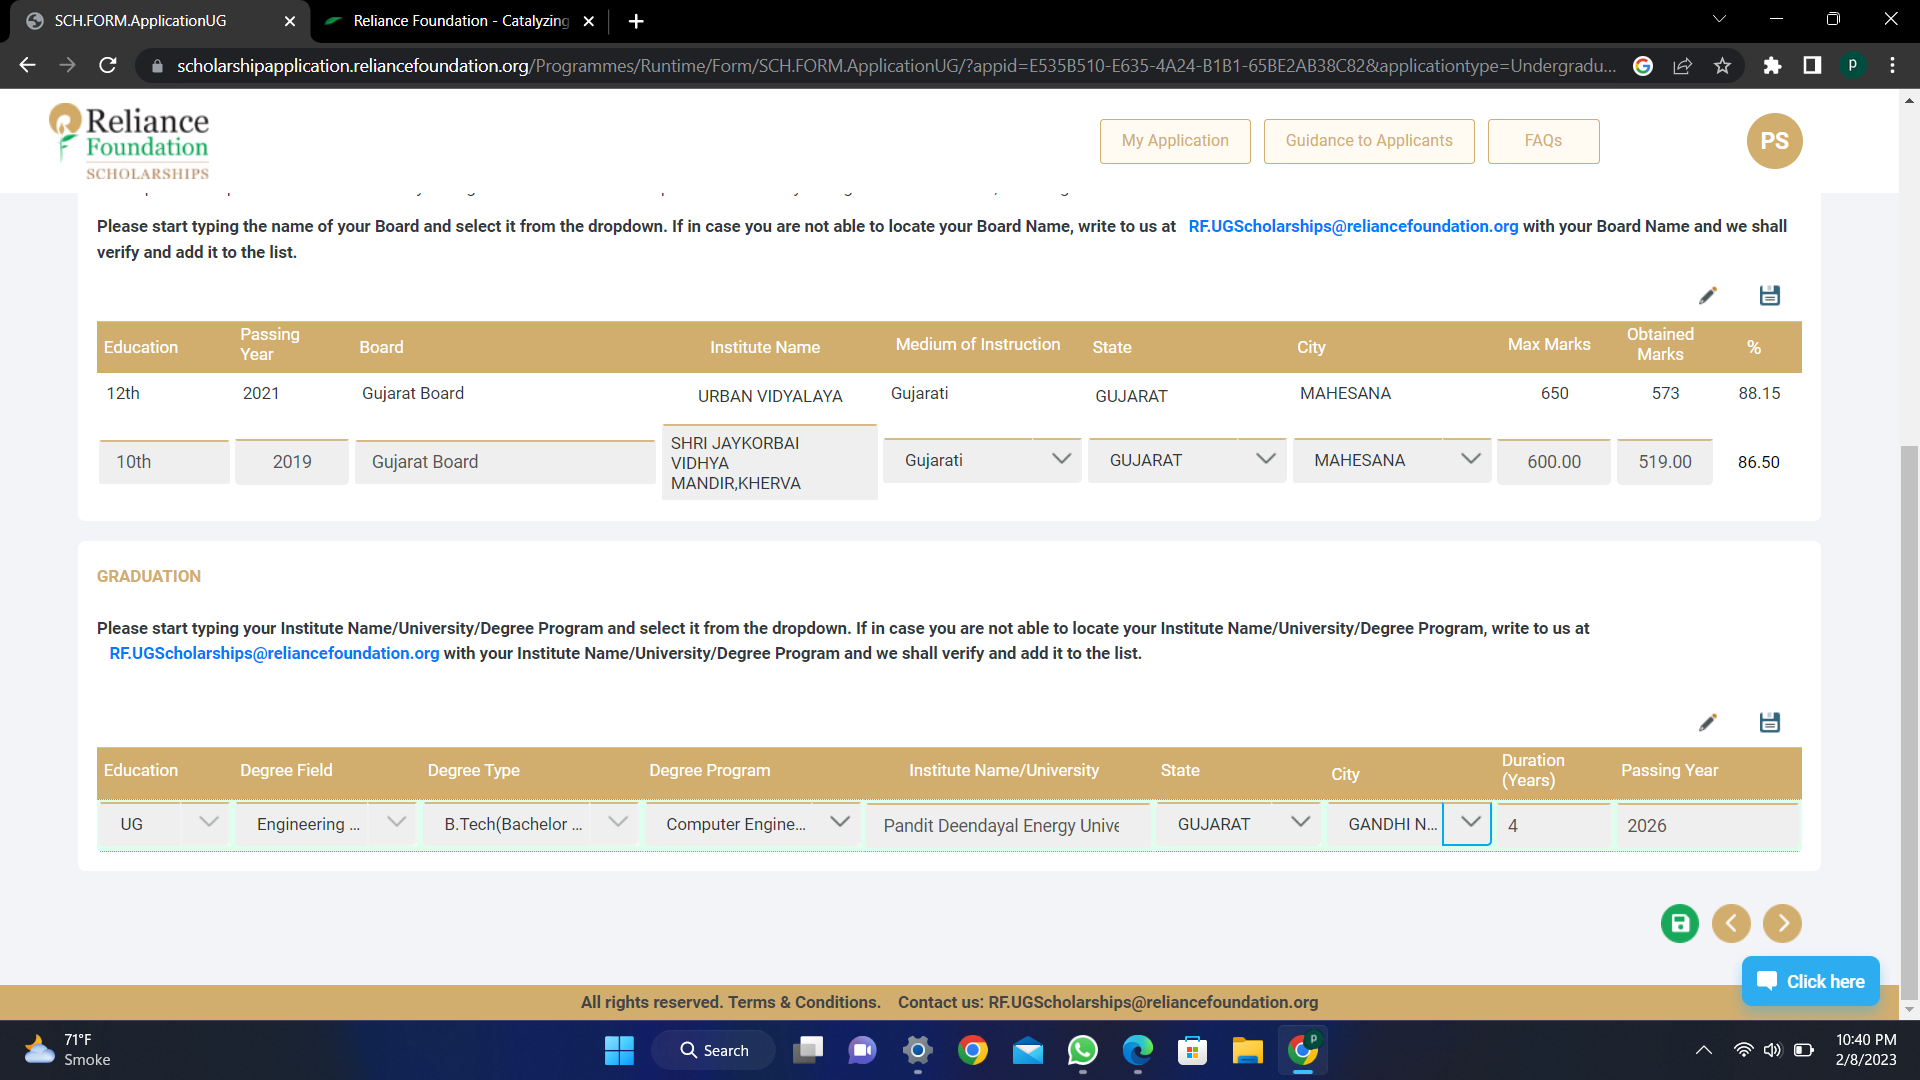 SCH.FORM.ApplicationUG
Reliance Foundation - Catalyzing
scholarshipapplication.reliancefoundation.org/Programmes/Runtime/Form/SCH.FORM.ApplicationUG/?appid=E535B510-E635-4A24-B1B1-65BE2AB38C82&applicationtype=Undergradu...
P
Reliance
Foundation
SCHOLARSHIPS
My Application
Guidance to Applicants
FAQs
PS
Please start typing the name of your Board and select it from the dropdown. If in case you are not able to locate your Board Name, write to us at RF.UGScholarships@reliancefoundation.org with your Board Name and we shall
verify and add it to the list.
Education Passing Year Board Institute Name Medium of Instruction State City Max Marks Obtained Marks %
12th 2021 Gujarat Board URBAN VIDYALAYA Gujarati GUJARAT MAHESANA 650 573 88.15
10th 2019 Gujarat Board SHRI JAYKORBAI VIDHYA MANDIR,KHERVA Gujarati GUJARAT MAHESANA 600.00 519.00 86.50
GRADUATION
Please start typing your Institute Name/University/Degree Program and select it from the dropdown. If in case you are not able to locate your Institute Name/University/Degree Program, write to us at
RF.UGScholarships@reliancefoundation.org with your Institute Name/University/Degree Program and we shall verify and add it to the list.
Education Degree Field Degree Type Degree Program Institute Name/University State City Duration (Years) Passing Year
UG Engineering ... B.Tech(Bachelor ... Computer Engine... Pandit Deendayal Energy Unive GUJARAT GANDHI N... 4 2026
Click here
All rights reserved. Terms & Conditions. Contact us: RF.UGScholarships@reliancefoundation.org
71°F
Smoke
Search
P
10:40 PM
2/8/2023